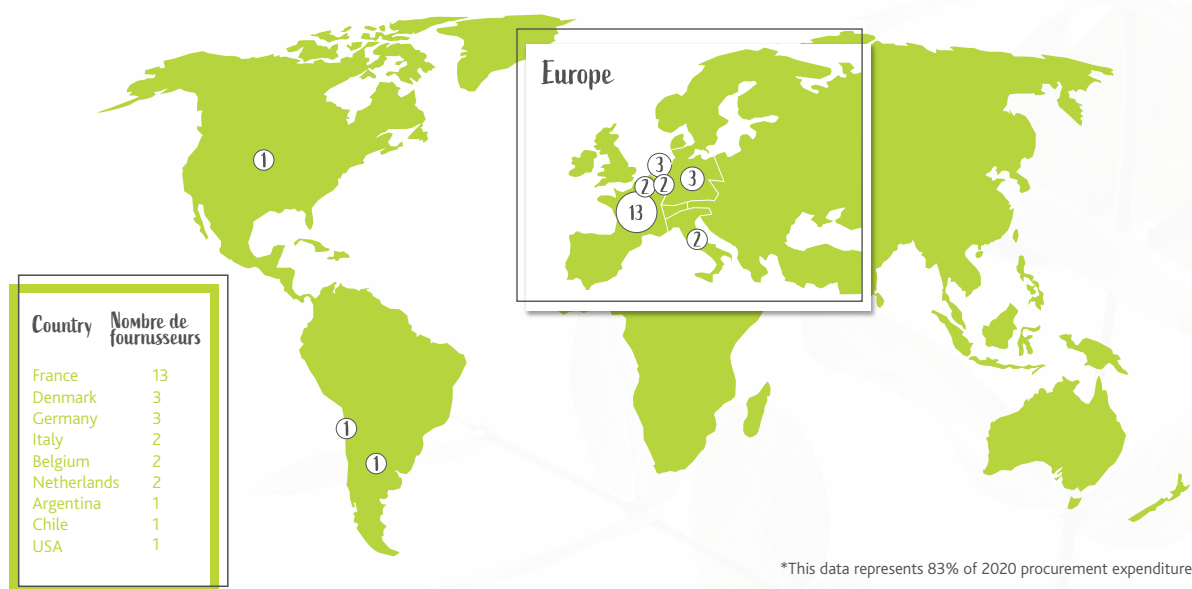 Europe
1
3
3
2
2
13
2
1
1
Country Nombre de
fournisseurs
France 13
Denmark 3
Germany 3
Italy 2
Belgium 2
Netherlands 2
Argentina 1
Chile 1
USA 1
*This data represents 83% of 2020 procurement expenditure